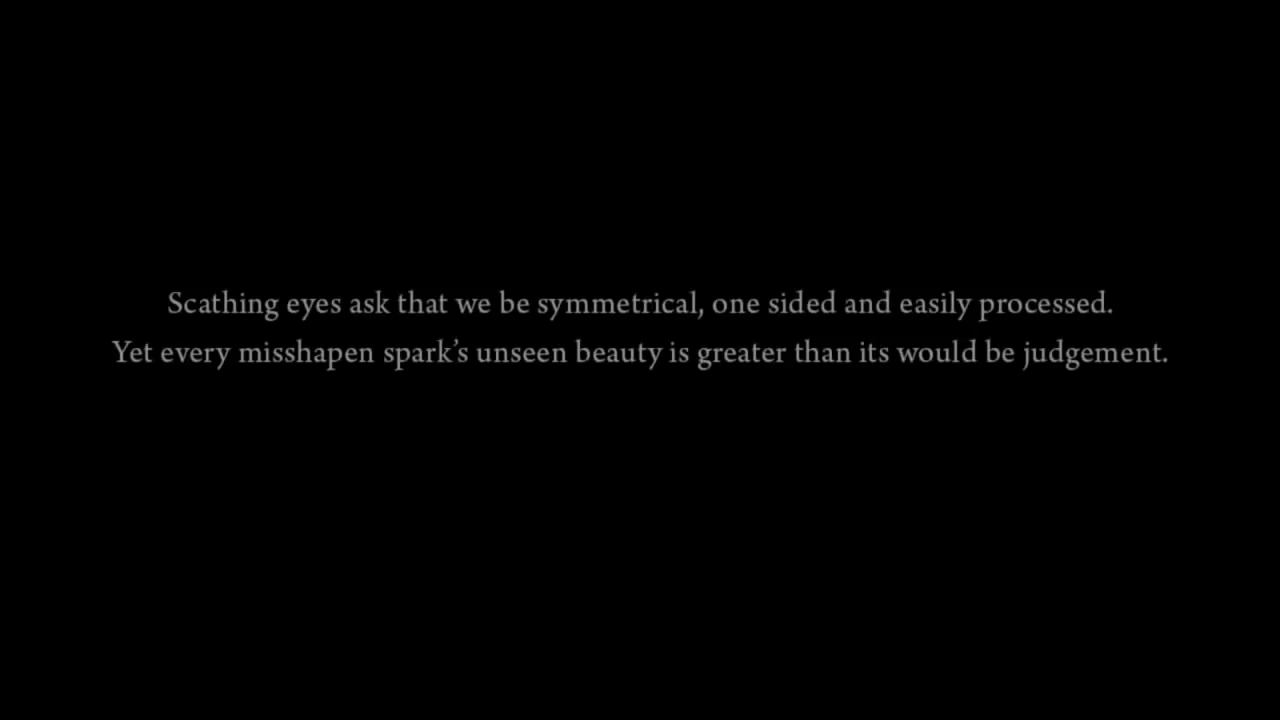 Scathing eyes ask that we be symmetrical, one sided and easily processed.
Yet every misshapen spark’s unseen beauty is greater than its would be judgement.